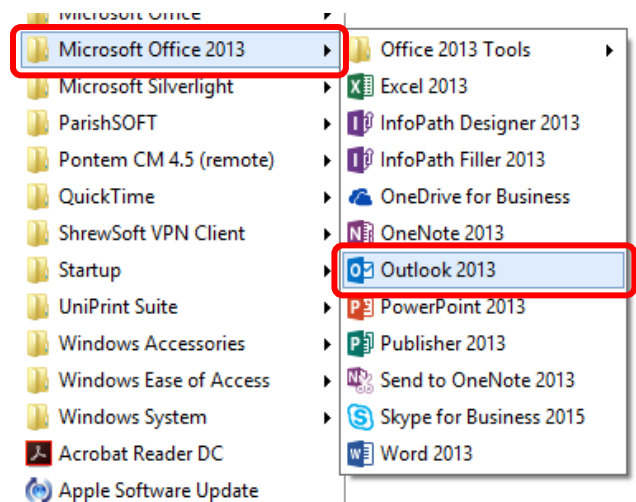 Microsoft Office
Microsoft Office 2013
Microsoft Silverlight
ParishSOFT
Pontem CM 4.5 (remote)
QuickTime
ShrewSoft VPN Client
Startup
UniPrint Suite
Windows Accessories
Windows Ease of Access
Windows System
Acrobat Reader DC
Apple Software Update
Office 2013 Tools
Excel 2013
InfoPath Designer 2013
InfoPath Filler 2013
OneDrive for Business
OneNote 2013
Outlook 2013
PowerPoint 2013
Publisher 2013
Send to OneNote 2013
Skype for Business 2015
Word 2013